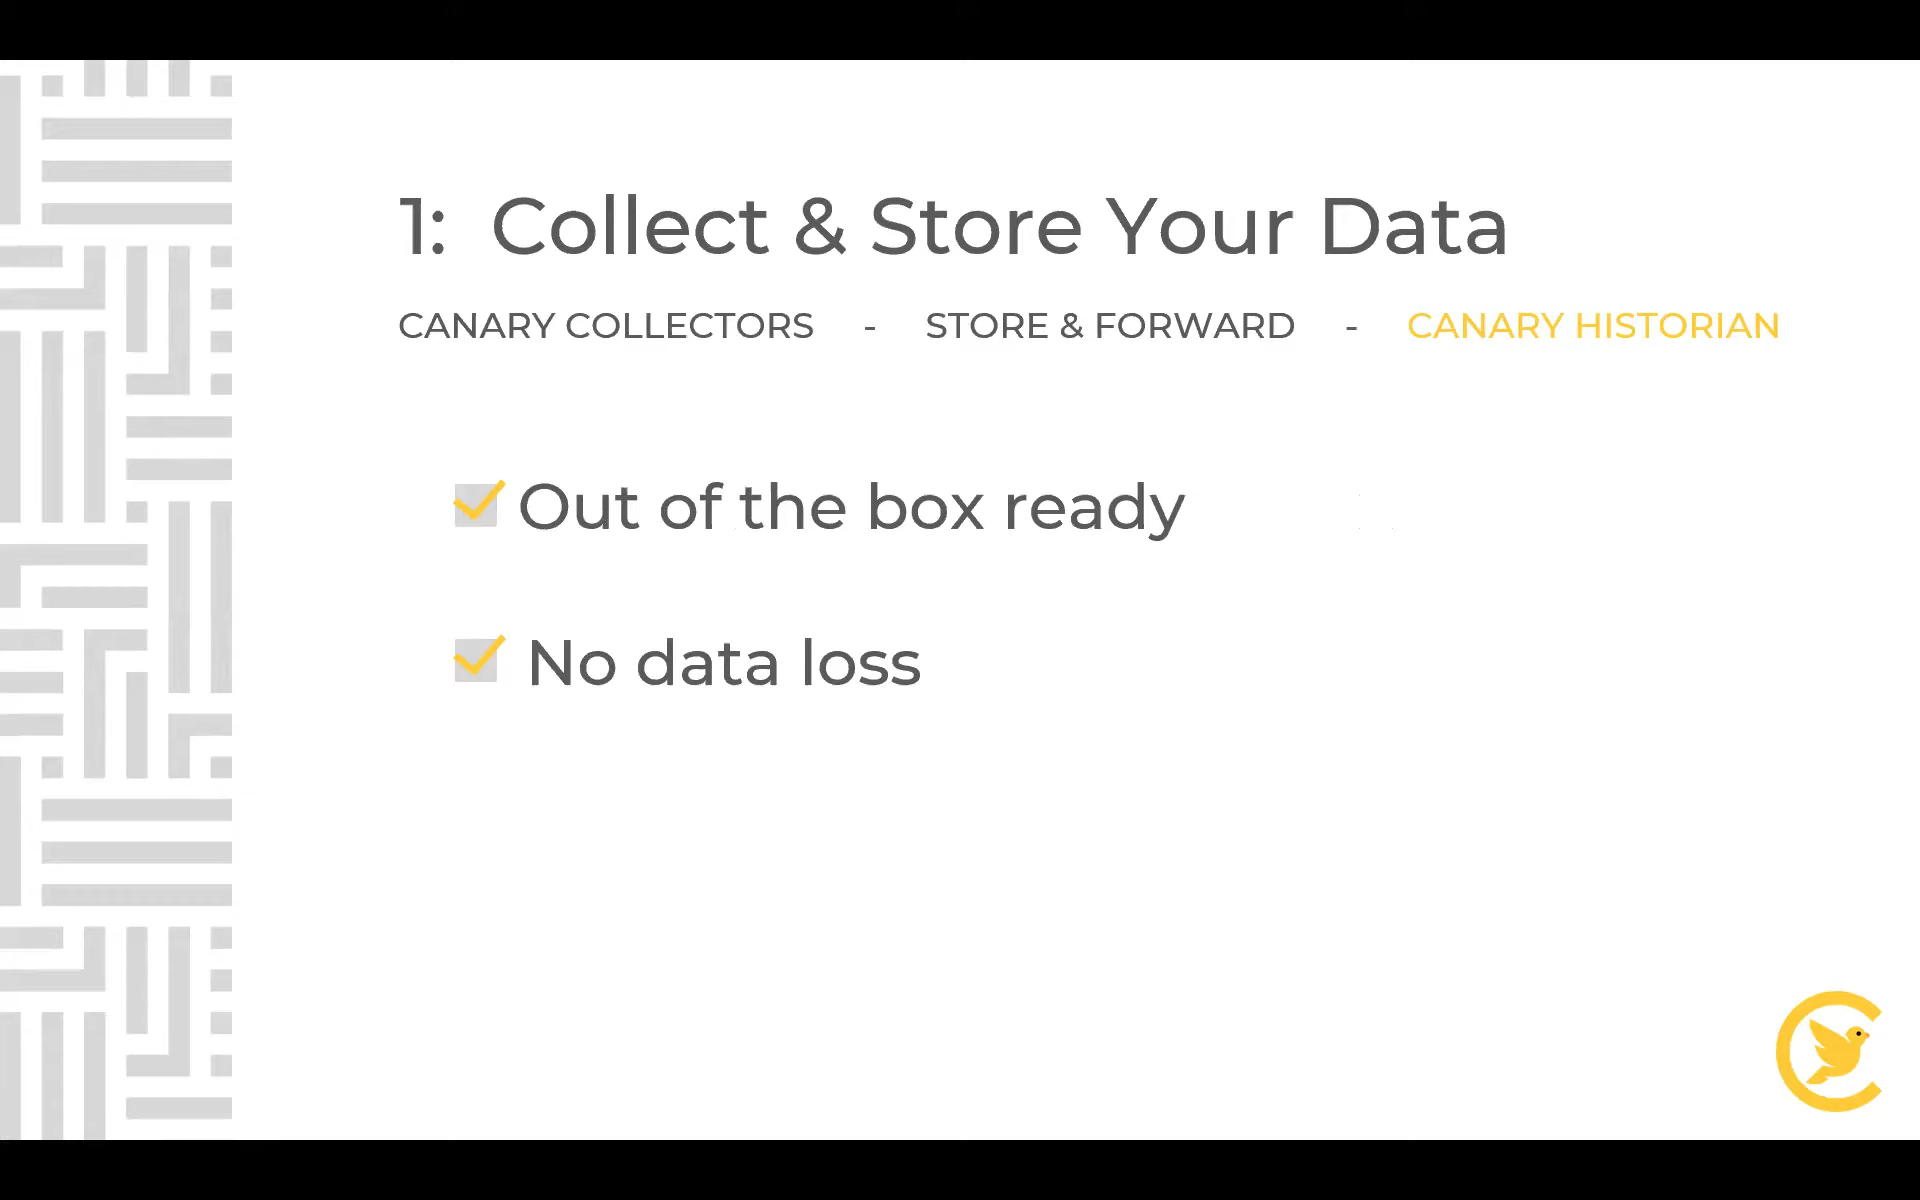 1: Collect & Store Your Data
CANARY COLLECTORS - STORE & FORWARD - CANARY HISTORIAN
Out of the box ready
No data loss